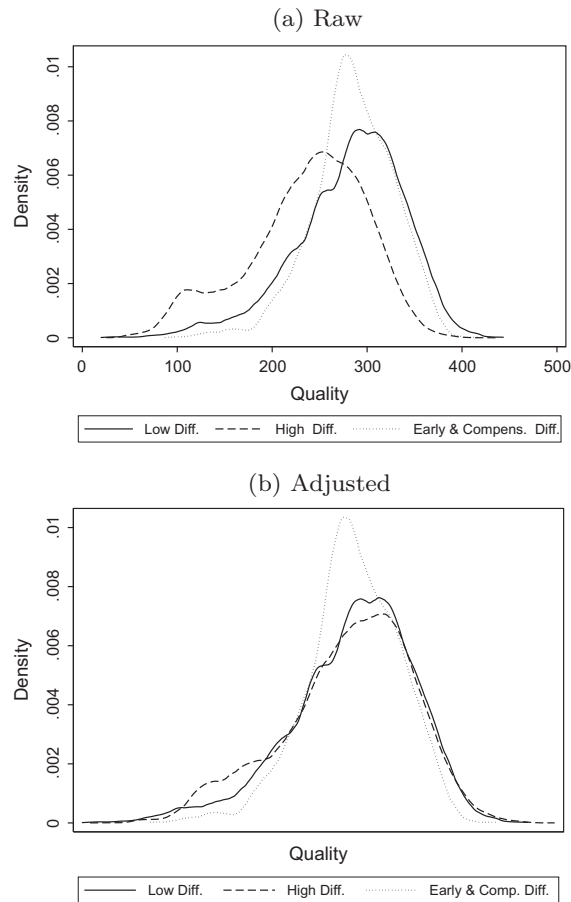 (a) Raw
Density
0
.002
.004
.006
.008
.01
0 100 200 300 400 500
Quality
Low Diff. High Diff. Early & Compens. Diff.
(b) Adjusted
Density
0
.002
.004
.006
.008
.01
Quality
Low Diff. High Diff. Early & Comp. Diff.